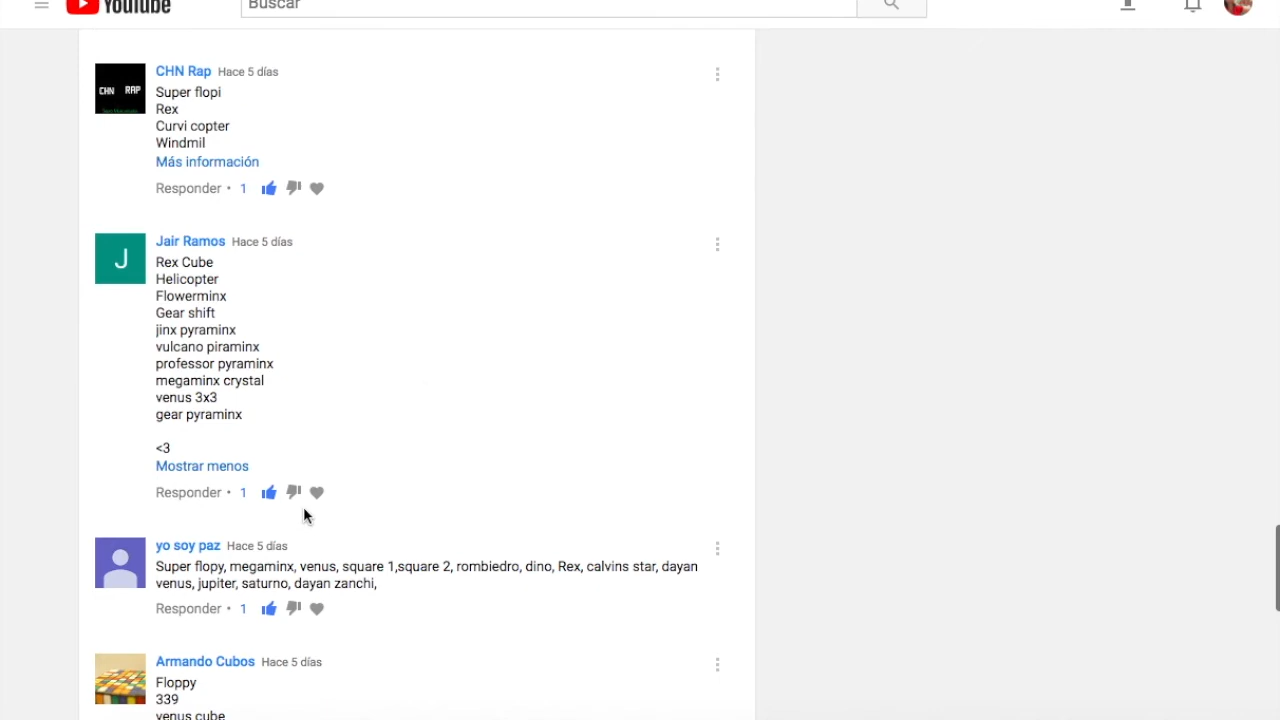 YouTube
Buscar
CHN Rap Hace 5 días
CHN RAP
Super flopi
Rex
Curvi copter
Windmil
Más información
Responder • 1
J
Jair Ramos Hace 5 días
Rex Cube
Helicopter
Flowerminx
Gear shift
jinx pyraminx
vulcano piraminx
professor pyraminx
megaminx crystal
venus 3x3
gear pyraminx
<3
Mostrar menos
Responder • 1
yo soy paz Hace 5 días
Super flopy, megaminx, venus, square 1,square 2, rombiedro, dino, Rex, calvins star, dayan
venus, jupiter, saturno, dayan zanchi,
Responder • 1
Armando Cubos Hace 5 días
Floppy
339
venus cube